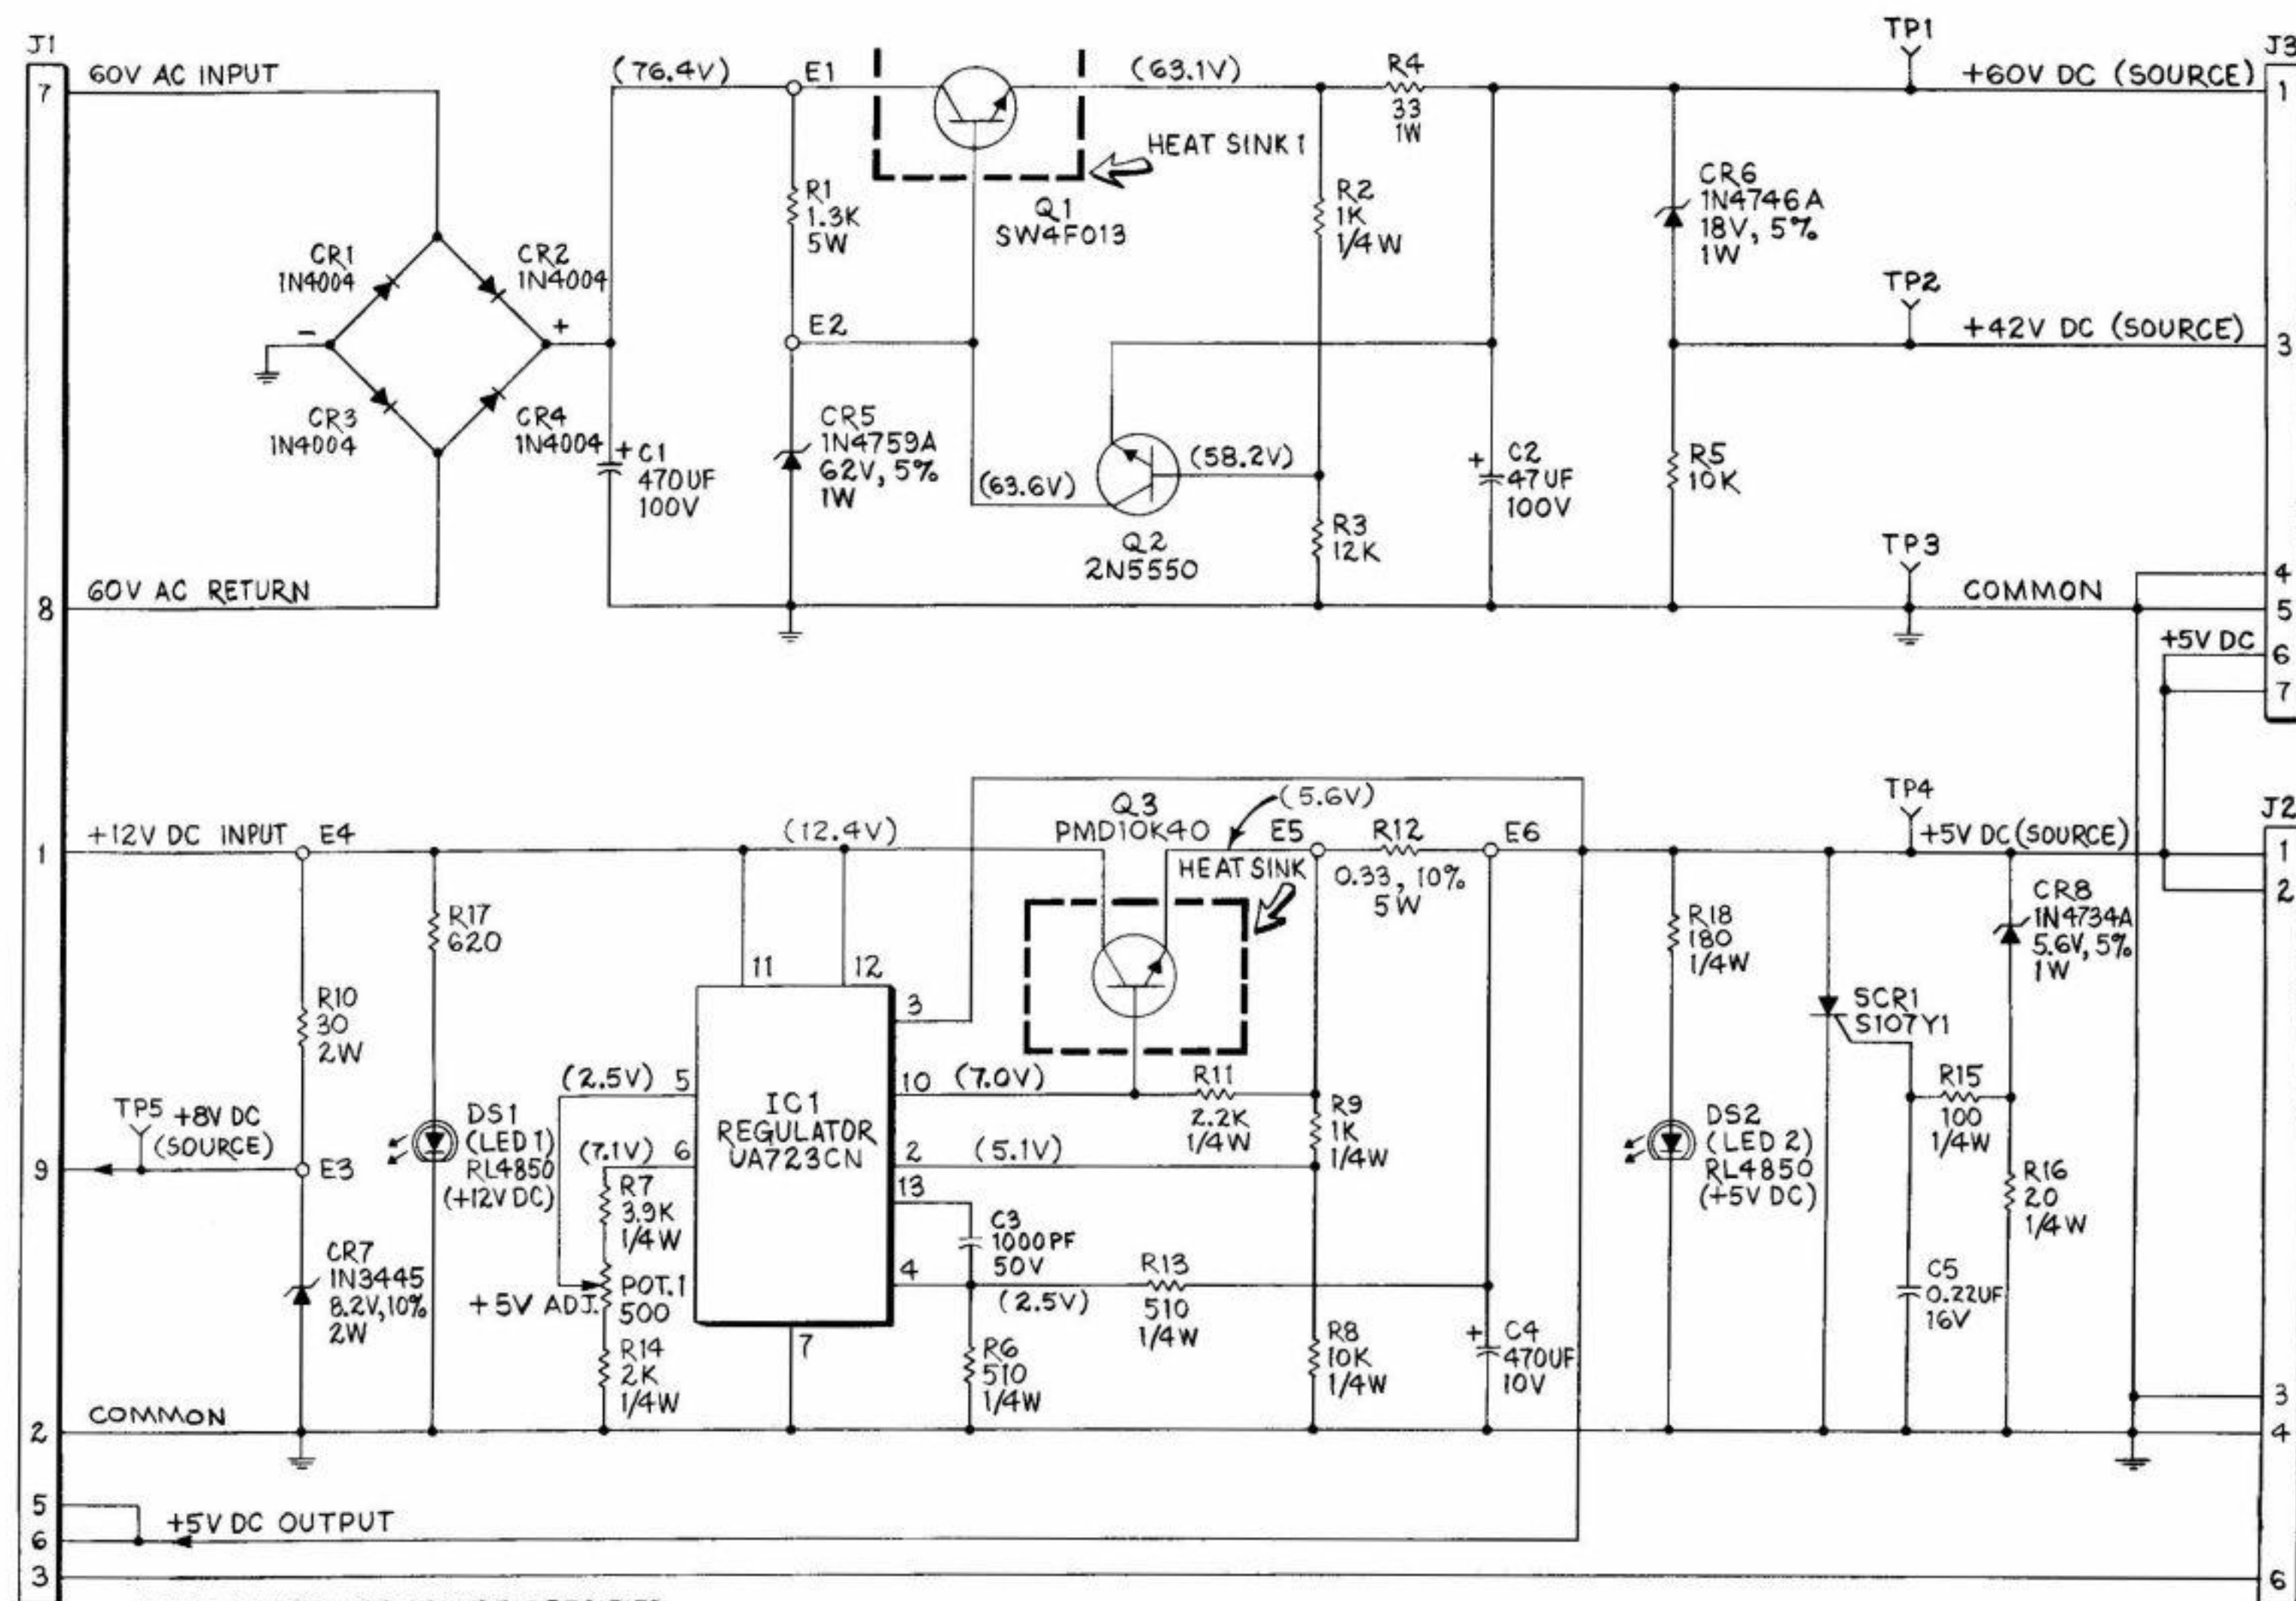 J1
7
60V AC INPUT
(76.4V)
E1
(63.1V)
R4
33
1W
TP1
+60V DC (SOURCE)
J3
1
HEAT SINK 1
Q1
SW4F013
R1
1.3K
5W
R2
1K
1/4W
CR6
1N4746A
18V, 5%
1W
CR1
1N4004
CR2
1N4004
TP2
+42V DC (SOURCE)
3
E2
−
+
CR3
1N4004
CR4
1N4004
+
C1
470UF
100V
CR5
1N4759A
62V, 5%
1W
(63.6V)
(58.2V)
Q2
2N5550
R3
12K
+
C2
47UF
100V
R5
10K
TP3
COMMON
4
5
8
60V AC RETURN
+5V DC
6
7
1
+12V DC INPUT
E4
(12.4V)
Q3
PMD10K40
(5.6V)
E5
R12
0.33, 10%
5W
E6
HEAT SINK
TP4
+5V DC (SOURCE)
J2
1
2
R17
620
R10
30
2W
11
12
3
R18
180
1/4W
CR8
1N4734A
5.6V, 5%
1W
SCR1
S107Y1
(2.5V)
5
10
(7.0V)
R11
2.2K
1/4W
R9
1K
1/4W
R15
100
1/4W
IC1
REGULATOR
UA723CN
TP5
+8V DC
(SOURCE)
9
E3
DS1
(LED 1)
RL4850
(+12V DC)
(7.1V)
6
2
(5.1V)
13
R7
3.9K
1/4W
C3
1000PF
50V
DS2
(LED 2)
RL4850
(+5V DC)
R16
20
1/4W
CR7
1N3445
8.2V, 10%
2W
+5V ADJ.
POT.1
500
4
(2.5V)
R13
510
1/4W
C5
0.22UF
16V
R14
2K
1/4W
7
R6
510
1/4W
R8
10K
1/4W
+
C4
470UF
10V
2
COMMON
3
4
5
6
+5V DC OUTPUT
3
6